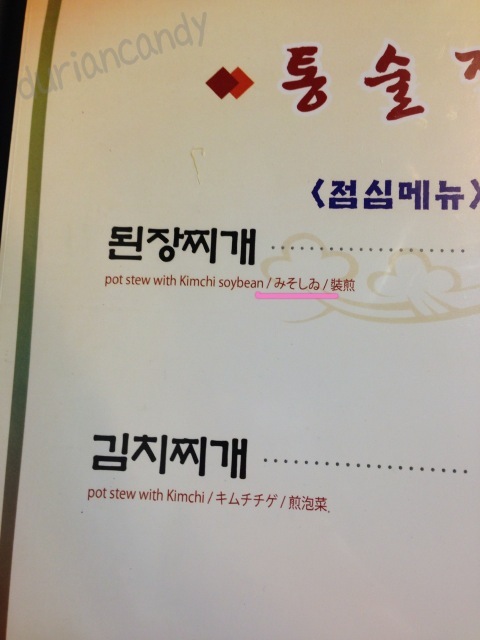 duriancandy
통 술
<점심메뉴>
된장찌개
pot stew with Kimchi soybean / みそしゐ / 裝煎
김치찌개
pot stew with Kimchi / キムチチゲ / 煎泡菜.